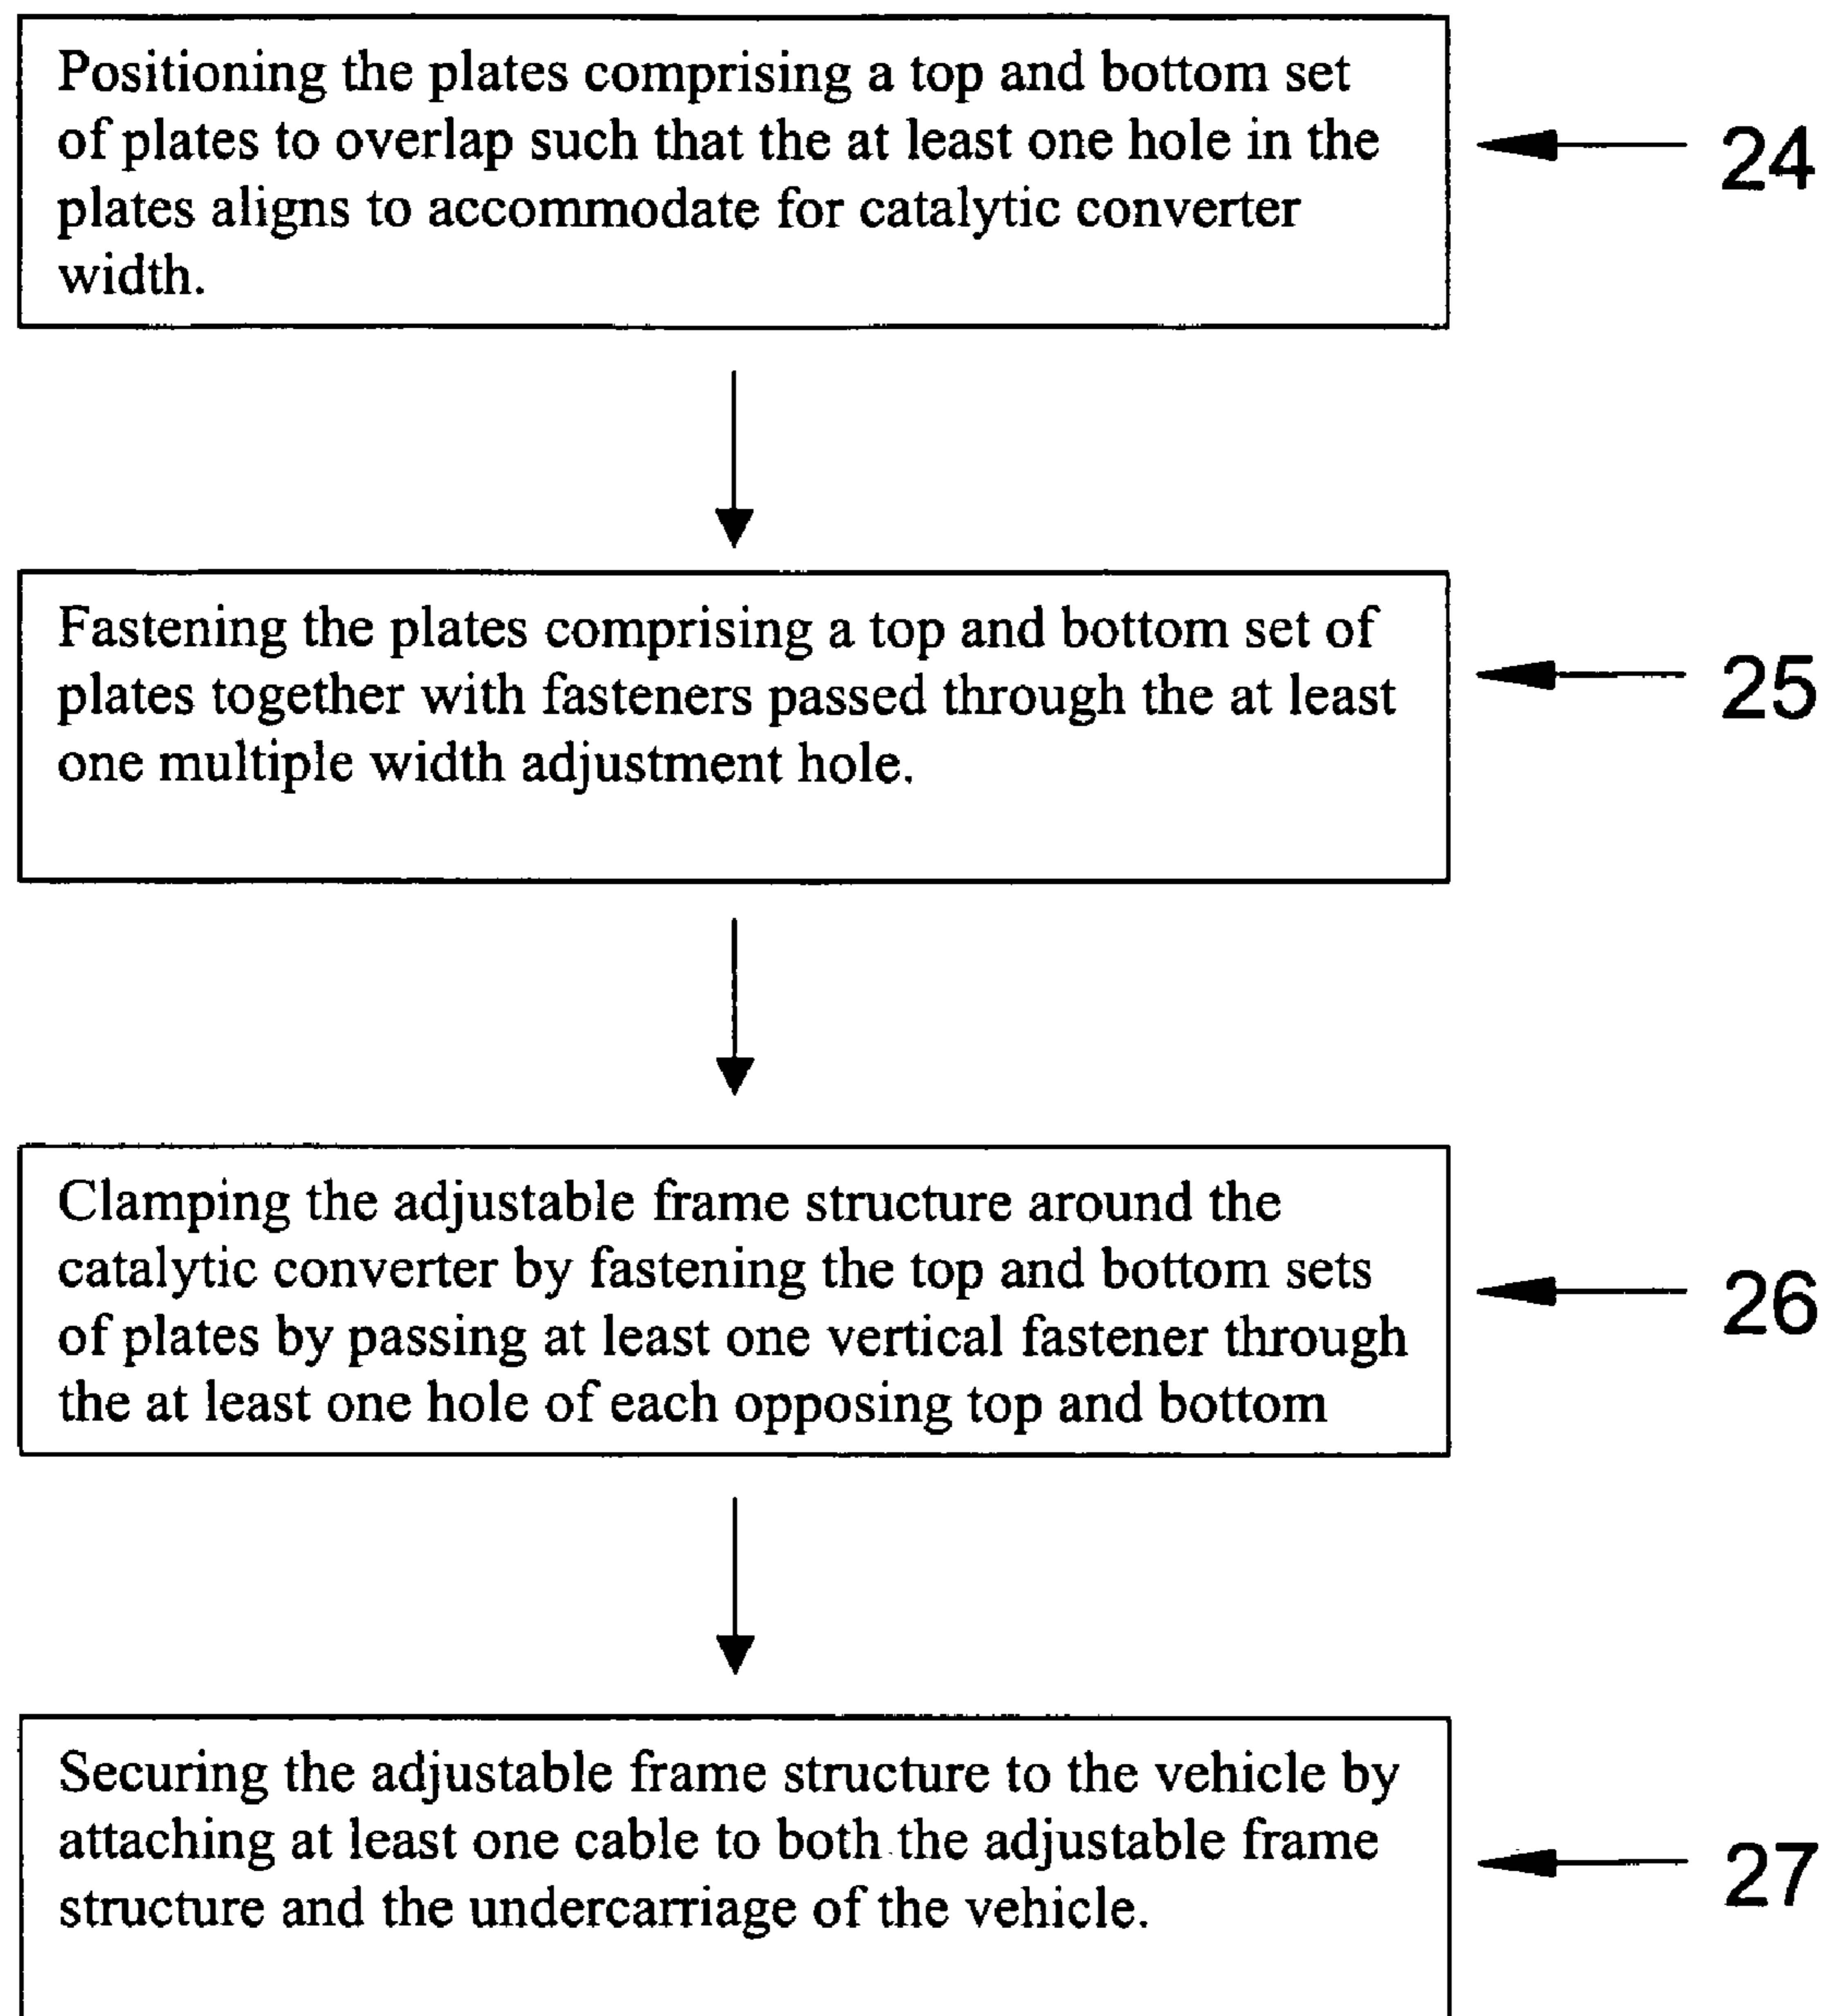 Positioning the plates comprising a top and bottom set
of plates to overlap such that the at least one hole in the
plates aligns to accommodate for catalytic converter
width.
24
Fastening the plates comprising a top and bottom set of
plates together with fasteners passed through the at least
one multiple width adjustment hole.
25
Clamping the adjustable frame structure around the
catalytic converter by fastening the top and bottom sets
of plates by passing at least one vertical fastener through
the at least one hole of each opposing top and bottom
26
Securing the adjustable frame structure to the vehicle by
attaching at least one cable to both the adjustable frame
structure and the undercarriage of the vehicle.
27